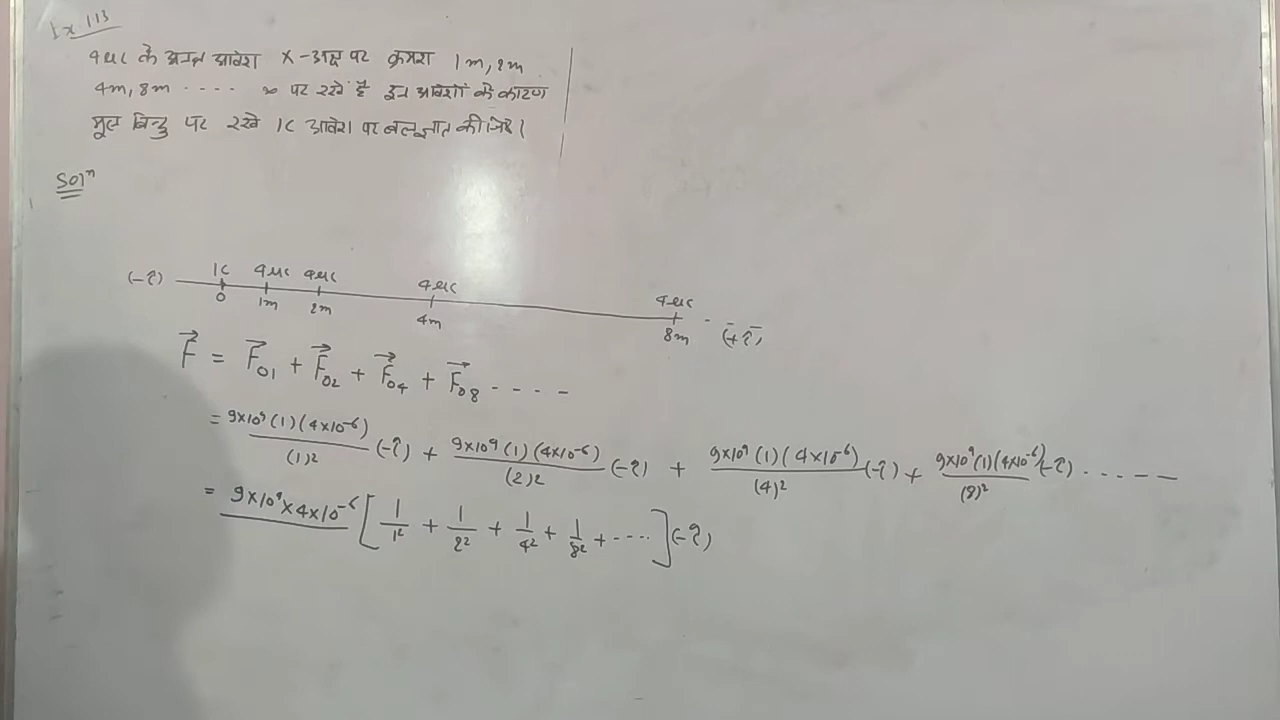 Ex 113
4μc के अनन्त आवेश x-अक्ष पर क्रमश 1m, 2m
4m, 8m ---- ∞ पर रखे है इन आवेशों के कारण
मूल बिन्दु पर रखे 1C आवेश पर बल ज्ञात कीजिए।
Solⁿ
(-î) 1C 4μc 4μc 4μc 4μc
0 1m 2m 4m 8m (+î)
F⃗ = F⃗₀₁ + F⃗₀₂ + F⃗₀₄ + F⃗₀₈ ----
= 9×10⁹(1)(4×10⁻⁶)/(1)² (-î) + 9×10⁹(1)(4×10⁻⁶)/(2)² (-î) + 9×10⁹(1)(4×10⁻⁶)/(4)² (-î) + 9×10⁹(1)(4×10⁻⁶)/(8)² (-î) -----
= 9×10⁹×4×10⁻⁶ [1/1² + 1/2² + 1/4² + 1/8² + ----](-î)